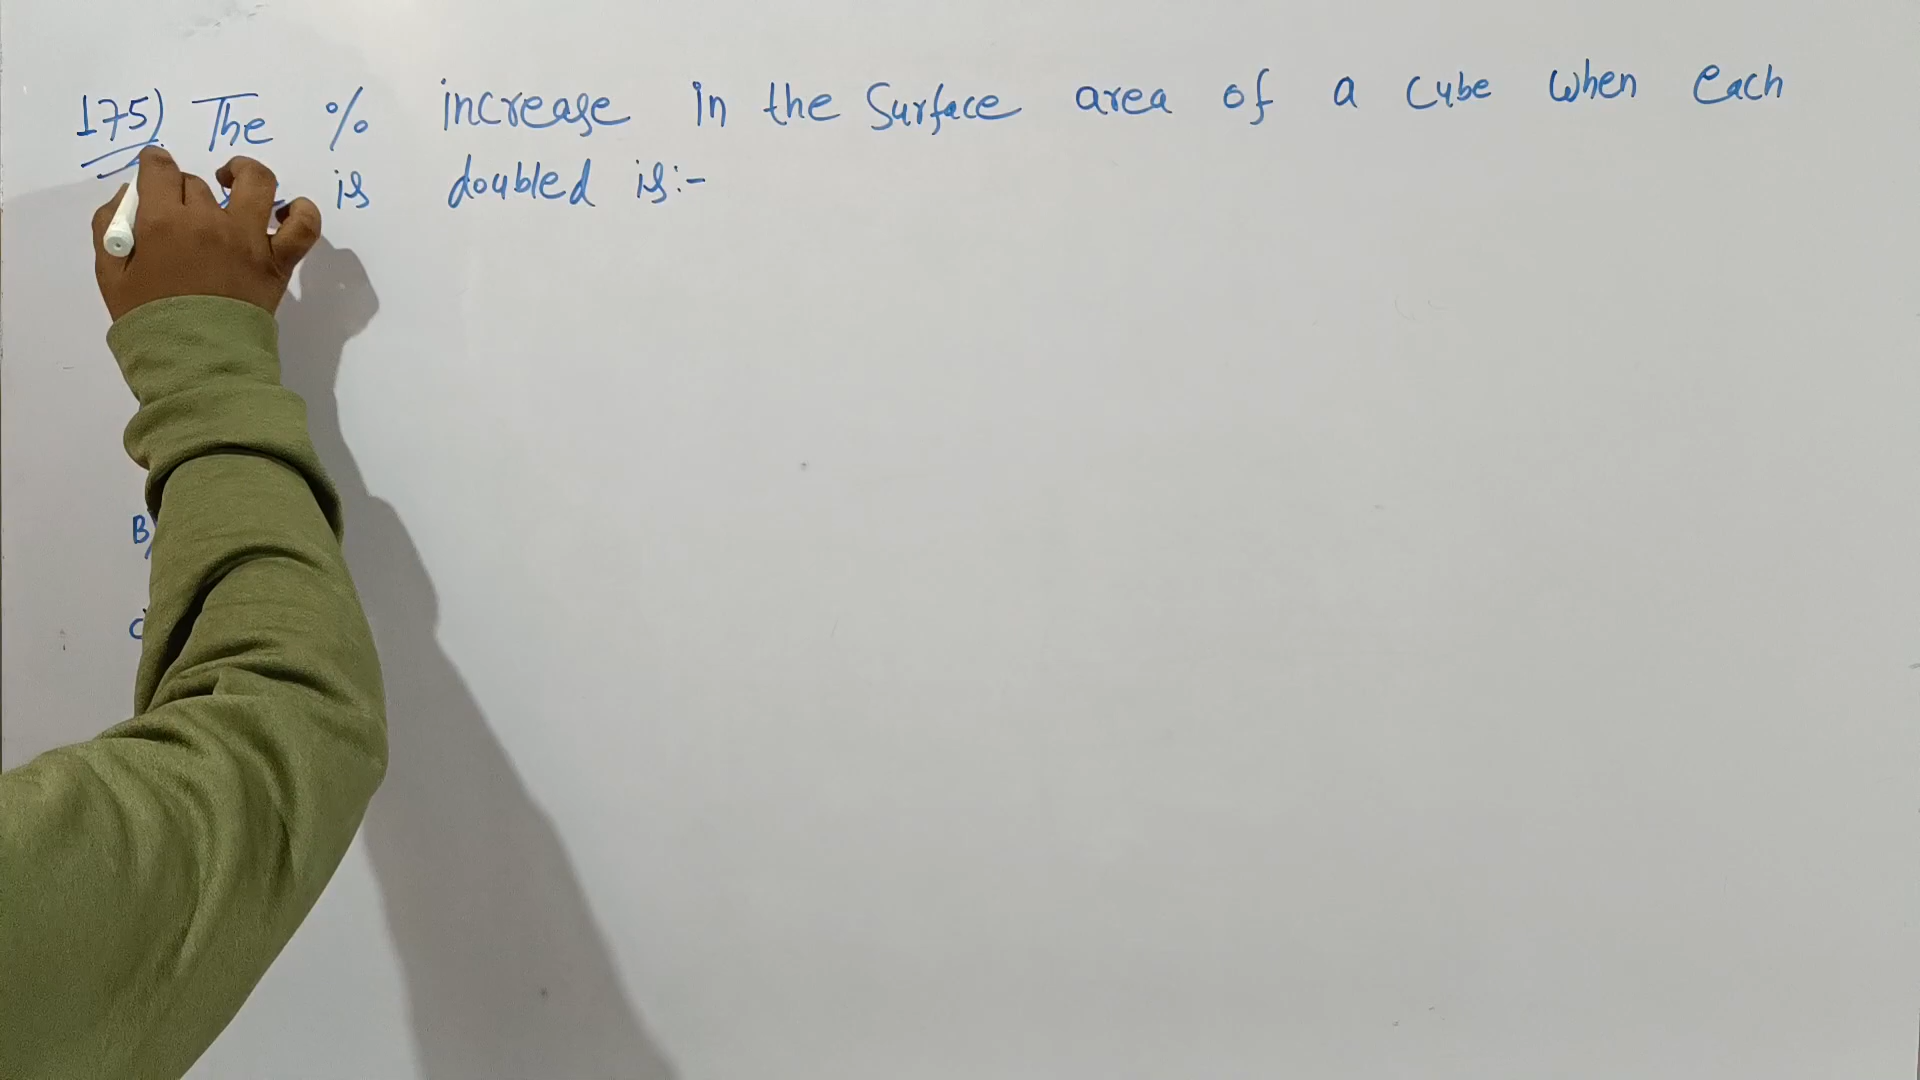 175) The % increase in the Surface area of a cube when each
is doubled is:-
B)
C)